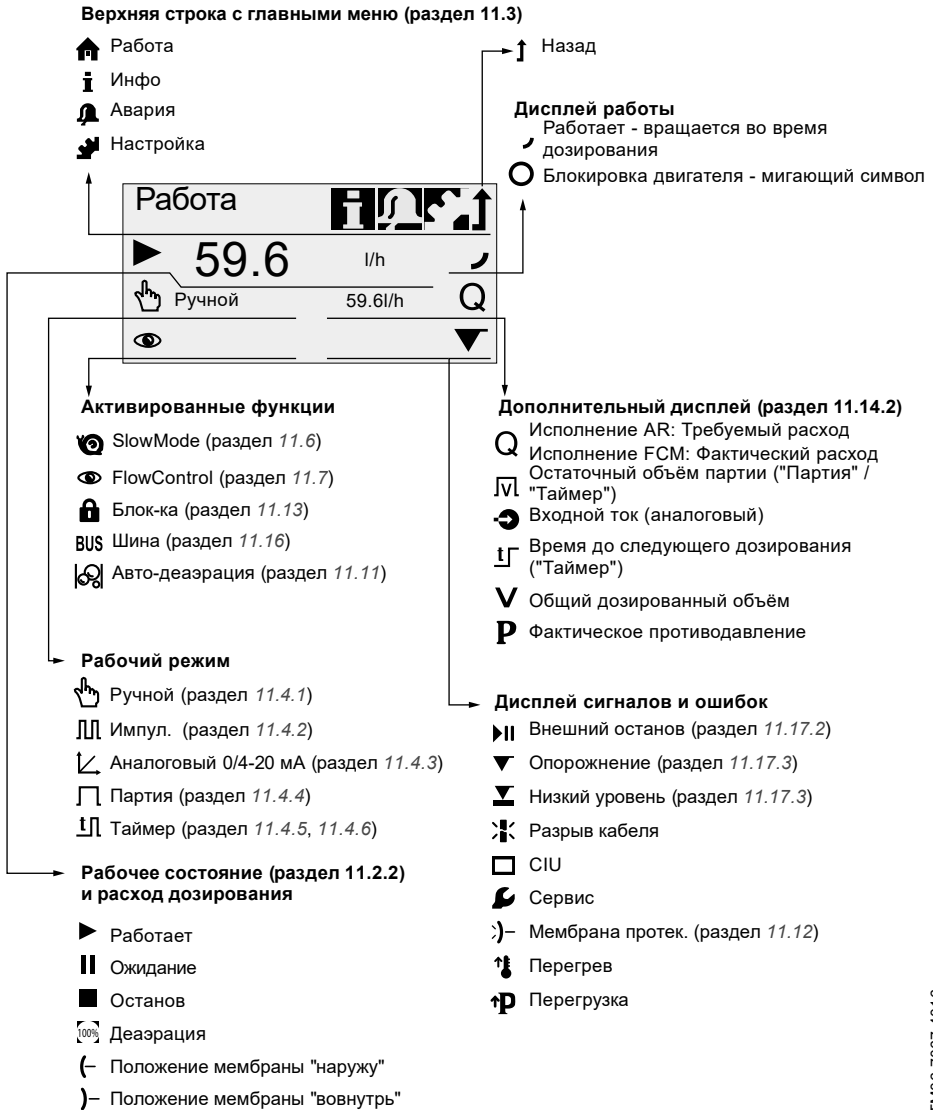 Верхняя строка с главными меню (раздел 11.3)
Работа
Инфо
Авария
Настройка
Назад
Дисплей работы
Работает - вращается во время
дозирования
Блокировка двигателя - мигающий символ
Работа
59.6
l/h
Ручной
59.6l/h
Q
Активированные функции
SlowMode (раздел 11.6)
FlowControl (раздел 11.7)
Блок-ка (раздел 11.13)
BUS Шина (раздел 11.16)
Авто-деаэрация (раздел 11.11)
Дополнительный дисплей (раздел 11.14.2)
Q
Исполнение AR: Требуемый расход
Исполнение FCM: Фактический расход
Остаточный объём партии ("Партия" /
"Таймер")
Входной ток (аналоговый)
t Время до следующего дозирования
("Таймер")
V Общий дозированный объём
P Фактическое противодавление
Рабочий режим
Ручной (раздел 11.4.1)
Импул. (раздел 11.4.2)
Аналоговый 0/4-20 мА (раздел 11.4.3)
Партия (раздел 11.4.4)
t Таймер (раздел 11.4.5, 11.4.6)
Дисплей сигналов и ошибок
Внешний останов (раздел 11.17.2)
Опорожнение (раздел 11.17.3)
Низкий уровень (раздел 11.17.3)
Разрыв кабеля
CIU
Сервис
Мембрана протек. (раздел 11.12)
Перегрев
P Перегрузка
Рабочее состояние (раздел 11.2.2)
и расход дозирования
Работает
Ожидание
Останов
100% Деаэрация
Положение мембраны "наружу"
Положение мембраны "вовнутрь"